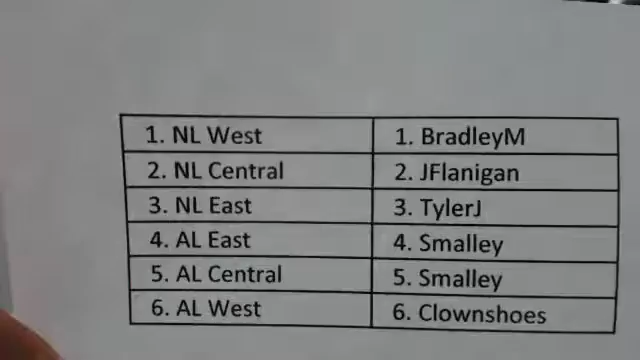 1. NL West 1. BradleyM
2. NL Central 2. JFlanigan
3. NL East 3. TylerJ
4. AL East 4. Smalley
5. AL Central 5. Smalley
6. AL West 6. Clownshoes